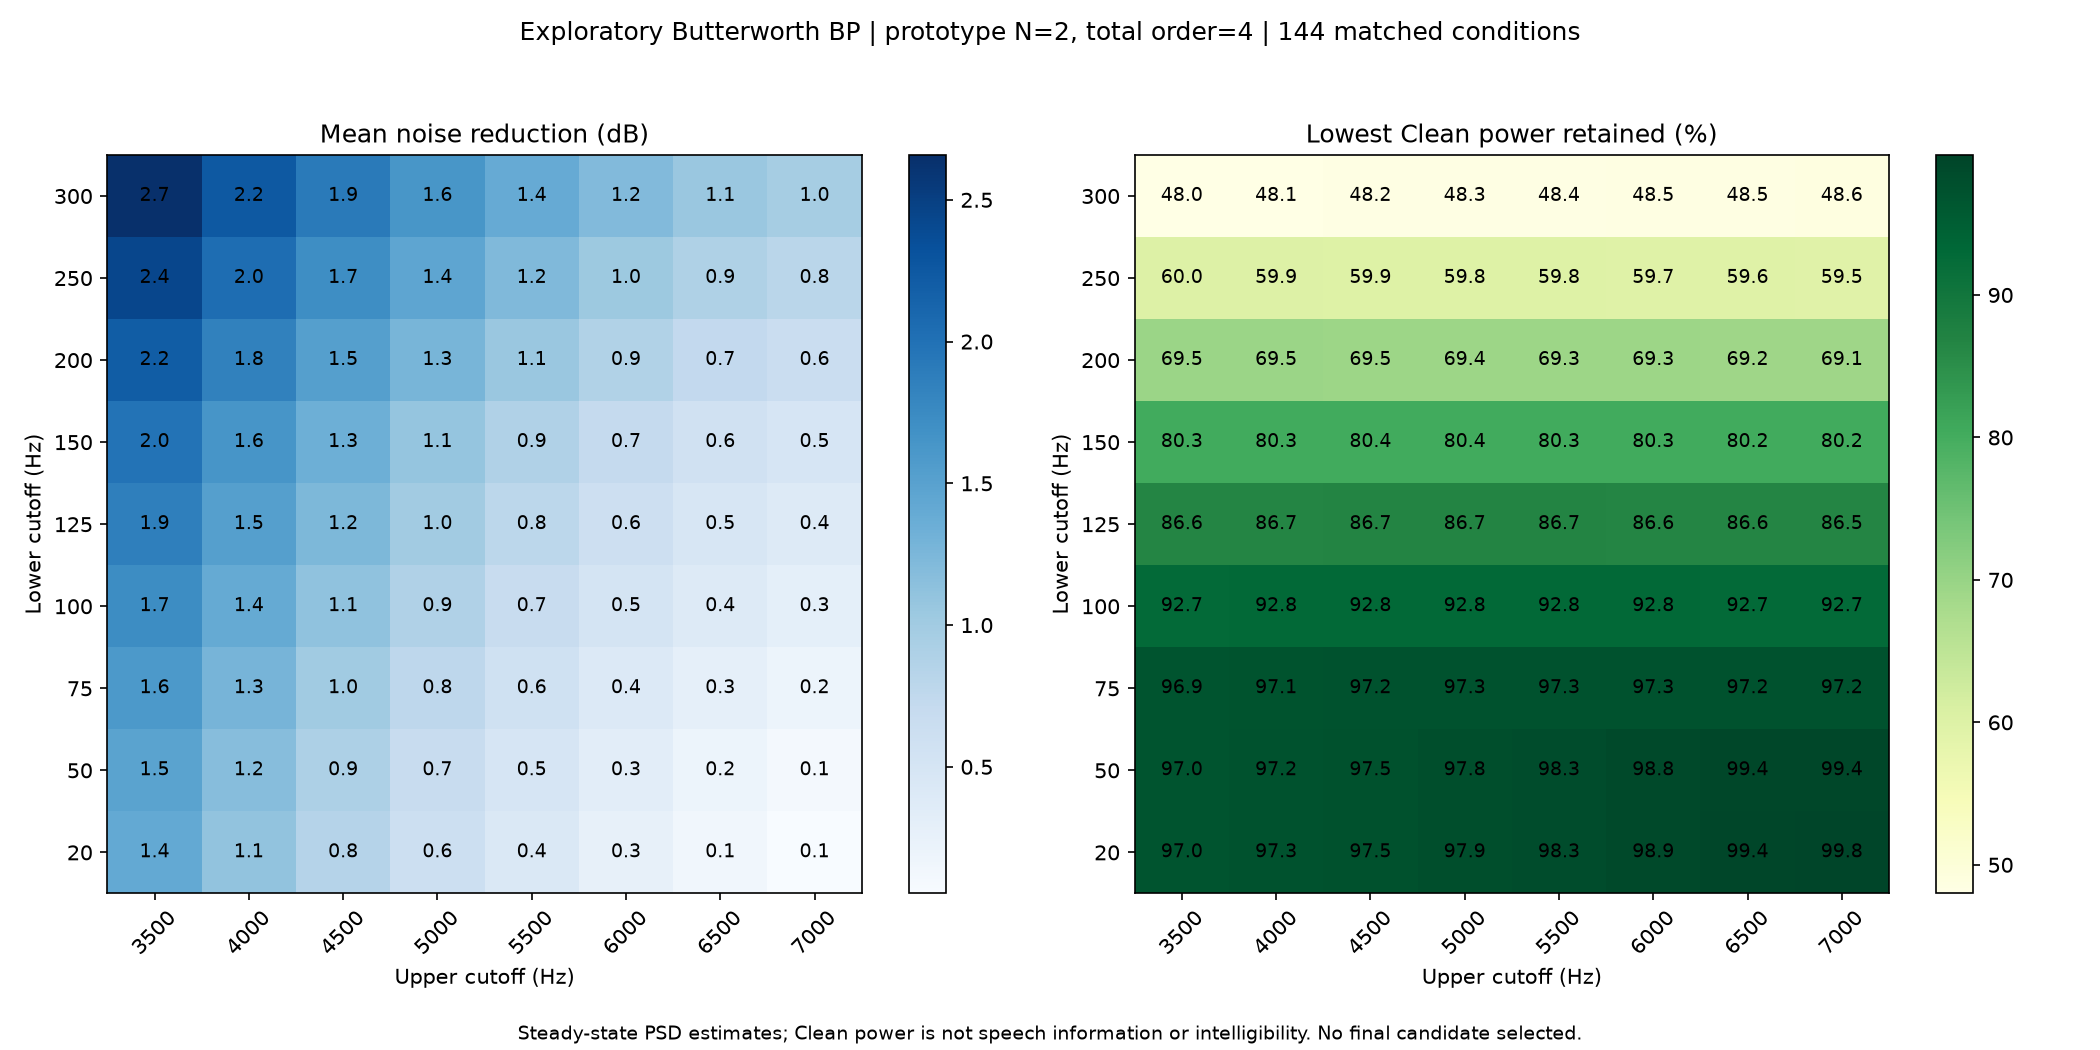 Exploratory Butterworth BP | prototype N=2, total order=4 | 144 matched conditions
Mean noise reduction (dB)
Lower cutoff (Hz)
300 2.7 2.2 1.9 1.6 1.4 1.2 1.1 1.0
250 2.4 2.0 1.7 1.4 1.2 1.0 0.9 0.8
200 2.2 1.8 1.5 1.3 1.1 0.9 0.7 0.6
150 2.0 1.6 1.3 1.1 0.9 0.7 0.6 0.5
125 1.9 1.5 1.2 1.0 0.8 0.6 0.5 0.4
100 1.7 1.4 1.1 0.9 0.7 0.5 0.4 0.3
75 1.6 1.3 1.0 0.8 0.6 0.4 0.3 0.2
50 1.5 1.2 0.9 0.7 0.5 0.3 0.2 0.1
20 1.4 1.1 0.8 0.6 0.4 0.3 0.1 0.1
3500 4000 4500 5000 5500 6000 6500 7000
Upper cutoff (Hz)
2.5
2.0
1.5
1.0
0.5
Lowest Clean power retained (%)
Lower cutoff (Hz)
300 48.0 48.1 48.2 48.3 48.4 48.5 48.5 48.6
250 60.0 59.9 59.9 59.8 59.8 59.7 59.6 59.5
200 69.5 69.5 69.5 69.4 69.3 69.3 69.2 69.1
150 80.3 80.3 80.4 80.4 80.3 80.3 80.2 80.2
125 86.6 86.7 86.7 86.7 86.7 86.6 86.6 86.5
100 92.7 92.8 92.8 92.8 92.8 92.8 92.7 92.7
75 96.9 97.1 97.2 97.3 97.3 97.3 97.2 97.2
50 97.0 97.2 97.5 97.8 98.3 98.8 99.4 99.4
20 97.0 97.3 97.5 97.9 98.3 98.9 99.4 99.8
3500 4000 4500 5000 5500 6000 6500 7000
Upper cutoff (Hz)
90
80
70
60
50
Steady-state PSD estimates; Clean power is not speech information or intelligibility. No final candidate selected.